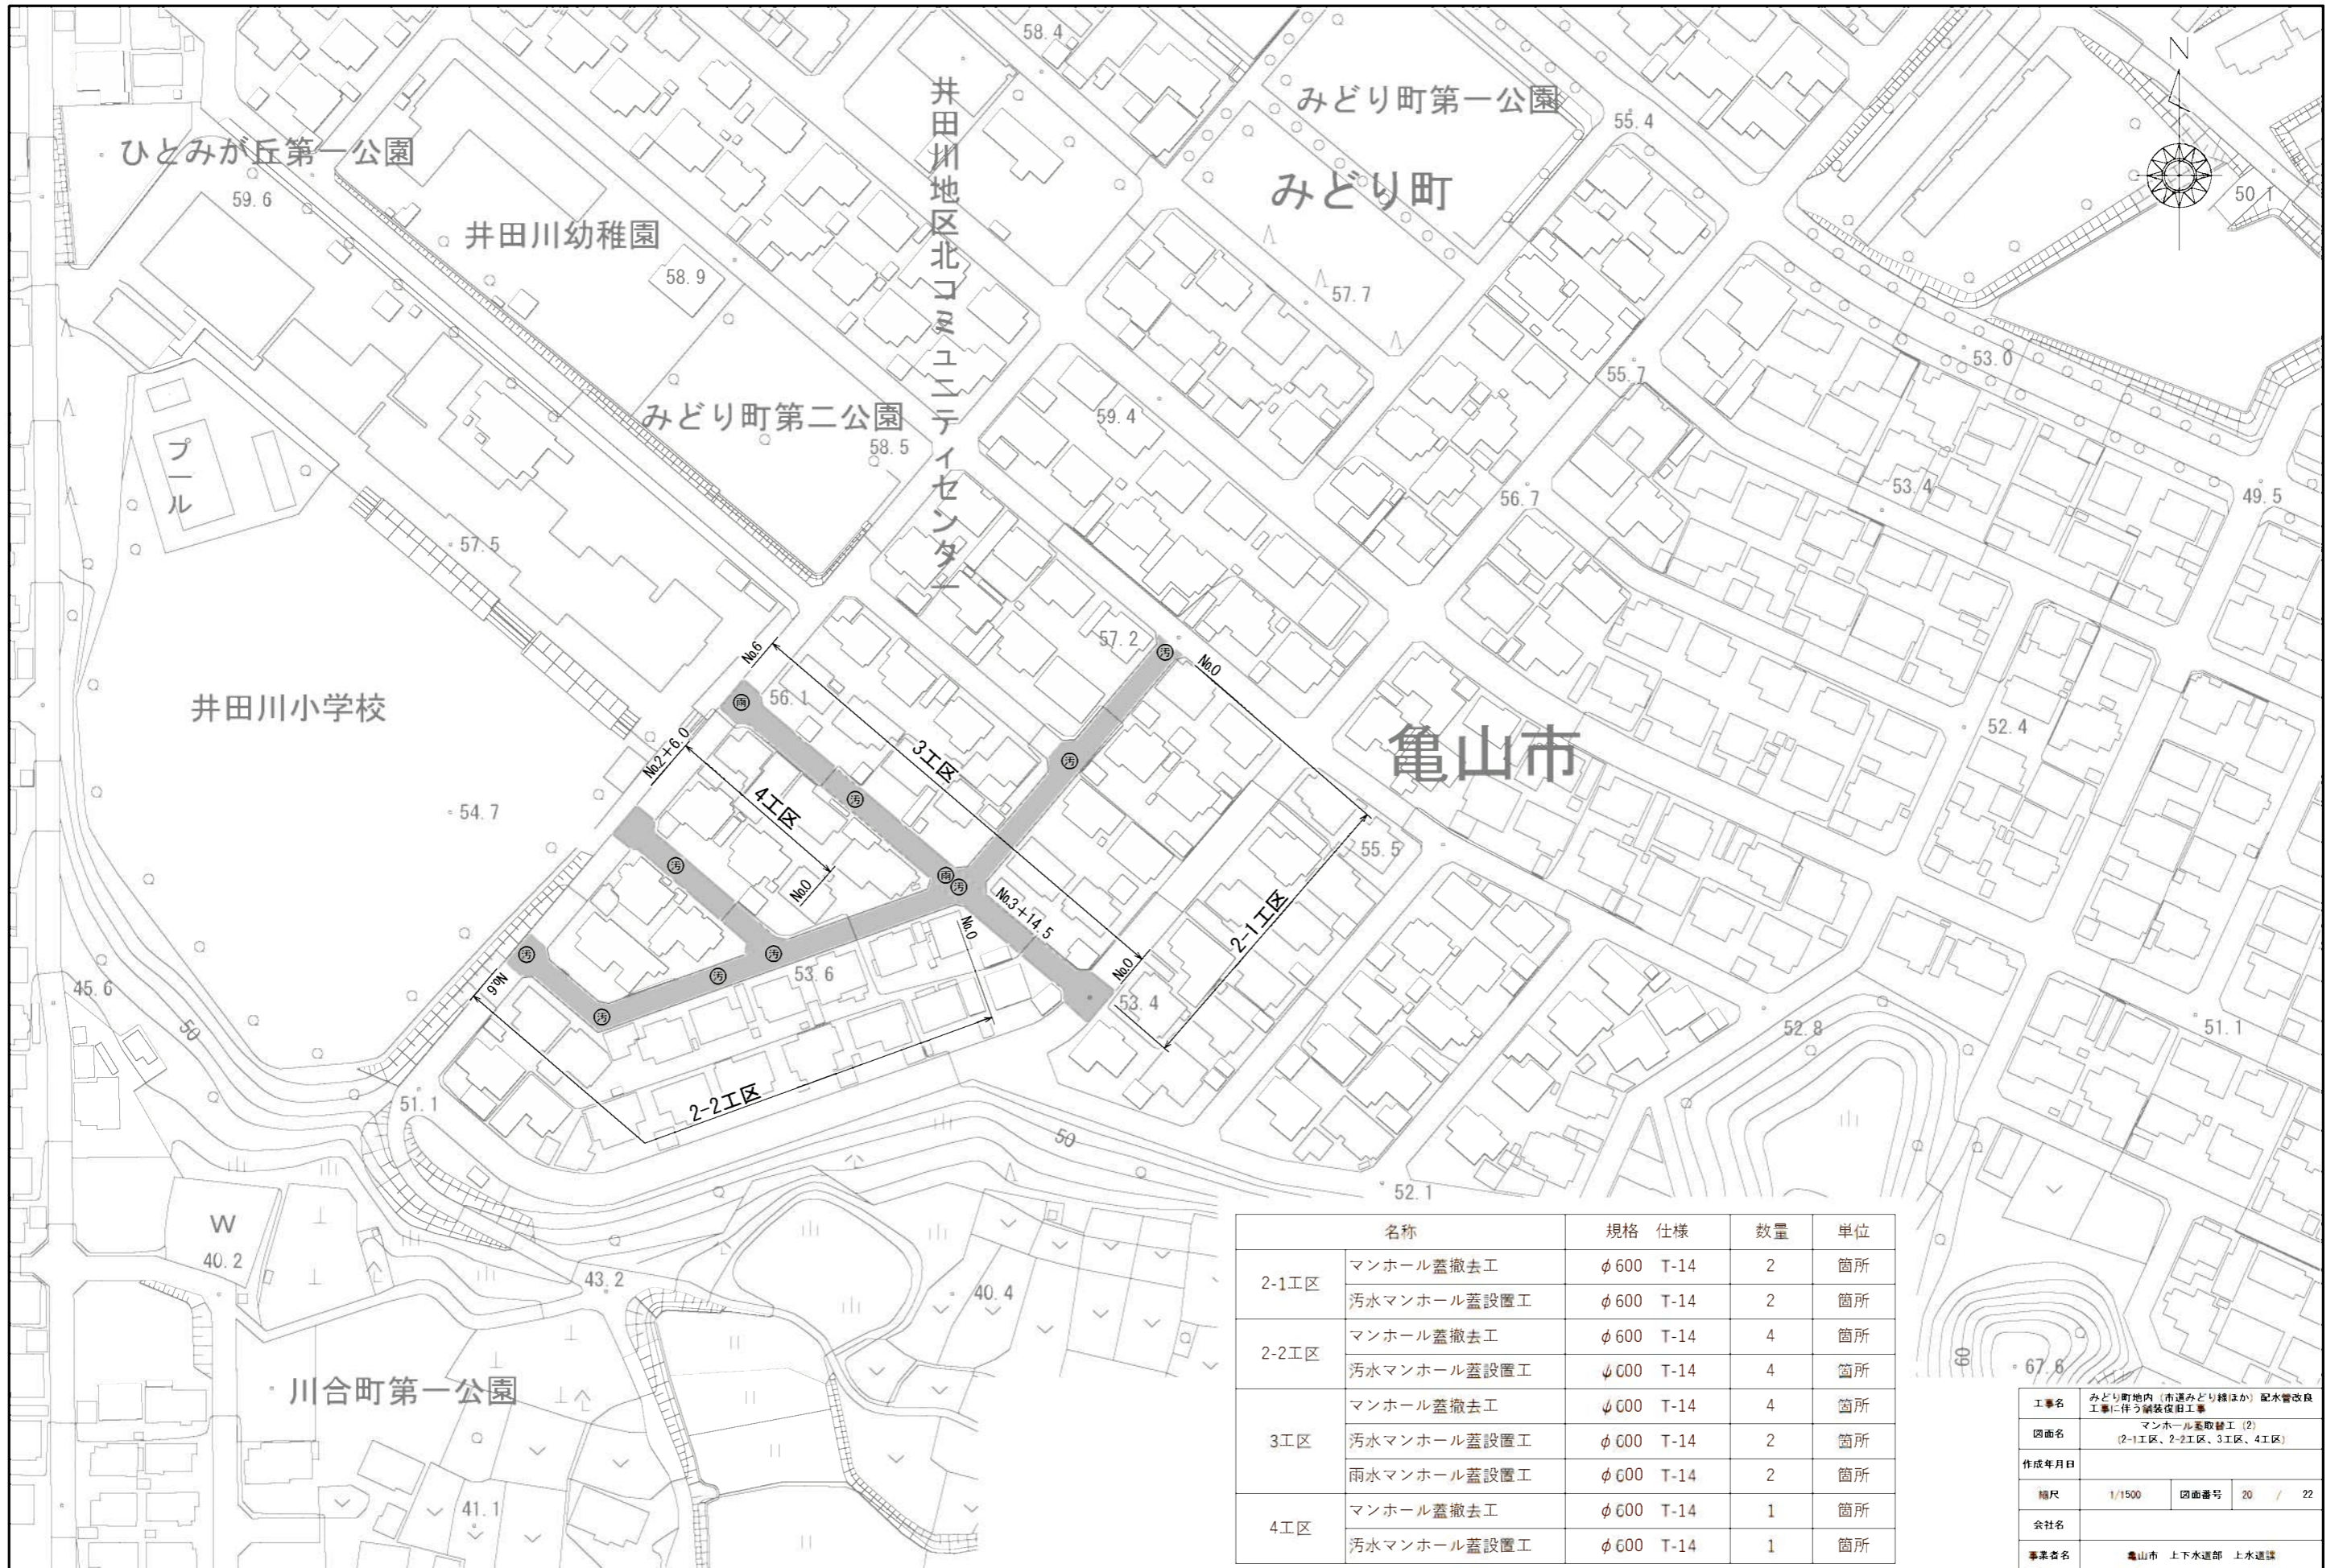 58.4
井田川地区北コミュニティセンター
みどり町第一公園
55.4
N
ひとみが丘第一公園
59.6
みどり町
50.1
井田川幼稚園
58.9
57.7
53.0
55.7
みどり町第二公園
58.5
59.4
プール
56.7
53.4
49.5
57.5
57.2
No.6
No.0
汚
井田川小学校
雨
56.1
亀山市
52.4
No.2+6.0
3工区
汚
4工区
汚
54.7
55.5
汚
No.0
雨
汚
No.3+14.5
2-1工区
No.0
汚
汚
汚
53.6
No.0
No.6
53.4
汚
45.6
50
52.8
51.1
51.1
2-2工区
50
52.1
W
40.2
43.2
40.4
60
67.6
川合町第一公園
41.1
名称 規格 仕様 数量 単位
2-1工区 マンホール蓋撤去工 φ600 T-14 2 箇所
汚水マンホール蓋設置工 φ600 T-14 2 箇所
2-2工区 マンホール蓋撤去工 φ600 T-14 4 箇所
汚水マンホール蓋設置工 φ600 T-14 4 箇所
3工区 マンホール蓋撤去工 φ600 T-14 4 箇所
汚水マンホール蓋設置工 φ600 T-14 2 箇所
雨水マンホール蓋設置工 φ600 T-14 2 箇所
4工区 マンホール蓋撤去工 φ600 T-14 1 箇所
汚水マンホール蓋設置工 φ600 T-14 1 箇所
工事名 みどり町地内（市道みどり線ほか）配水管改良
工事に伴う舗装復旧工事
図面名 マンホール蓋取替工（2）
（2-1工区、2-2工区、3工区、4工区）
作成年月日
縮尺 1/1500 図面番号 20 / 22
会社名
事業者名 亀山市 上下水道部 上水道課